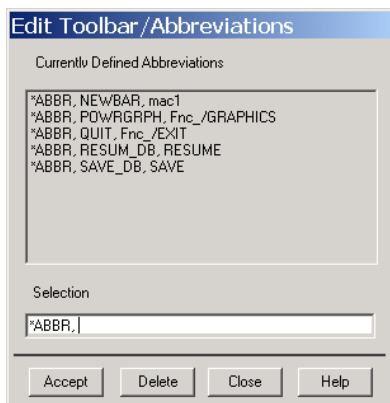 Edit Toolbar/Abbreviations
Currently Defined Abbreviations
*ABBR, NEWBAR, mac1
*ABBR, POWRGRPH, Fnc_/GRAPHICS
*ABBR, QUIT, Fnc_/EXIT
*ABBR, RESUM_DB, RESUME
*ABBR, SAVE_DB, SAVE
Selection
*ABBR,
Accept Delete Close Help